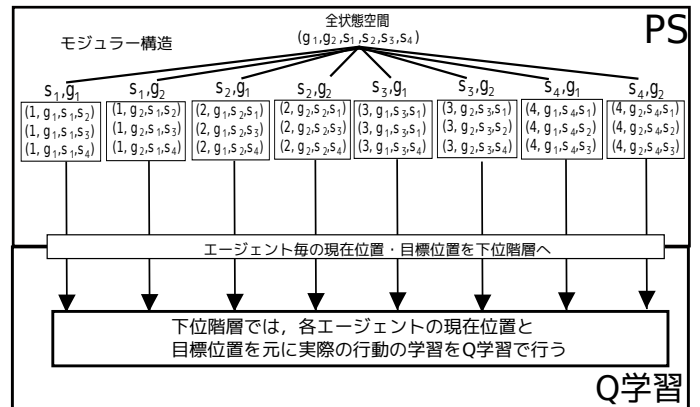 全状態空間
(g₁,g₂,s₁,s₂,s₃,s₄)
PS
モジュラー構造
s₁,g₁
s₁,g₂
s₂,g₁
s₂,g₂
s₃,g₁
s₃,g₂
s₄,g₁
s₄,g₂
(1, g₁,s₁,s₂)
(1, g₁,s₁,s₃)
(1, g₁,s₁,s₄)
(1, g₂,s₁,s₂)
(1, g₂,s₁,s₃)
(1, g₂,s₁,s₄)
(2, g₁,s₂,s₁)
(2, g₁,s₂,s₃)
(2, g₁,s₂,s₄)
(2, g₂,s₂,s₁)
(2, g₂,s₂,s₃)
(2, g₂,s₂,s₄)
(3, g₁,s₃,s₁)
(3, g₁,s₃,s₁)
(3, g₁,s₃,s₄)
(3, g₂,s₃,s₁)
(3, g₂,s₃,s₂)
(3, g₂,s₃,s₄)
(4, g₁,s₄,s₁)
(4, g₁,s₄,s₂)
(4, g₁,s₄,s₃)
(4, g₂,s₄,s₁)
(4, g₂,s₄,s₂)
(4, g₂,s₄,s₃)
エージェント毎の現在位置・目標位置を下位階層へ
下位階層では，各エージェントの現在位置と
目標位置を元に実際の行動の学習をQ学習で行う
Q学習